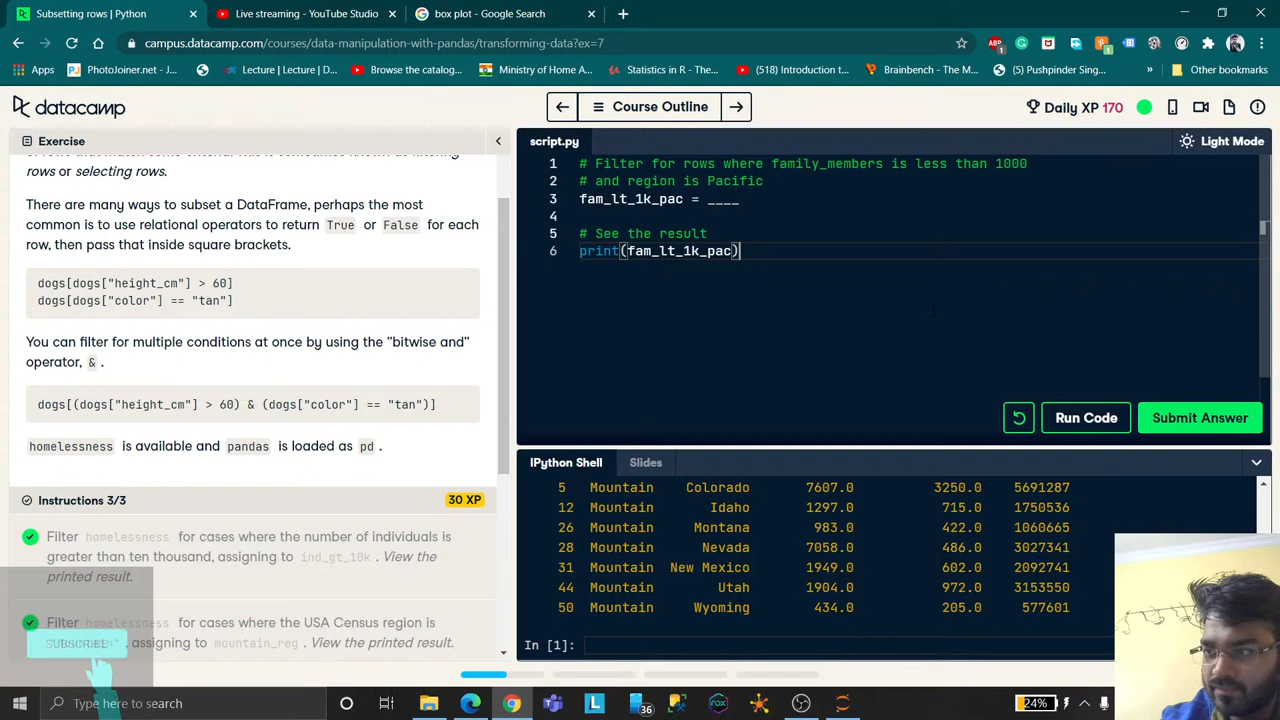 Subsetting rows | Python
Live streaming - YouTube Studio
box plot - Google Search
campus.datacamp.com/courses/data-manipulation-with-pandas/transforming-data?ex=7
Apps
PhotoJoiner.net - J...
Lecture | Lecture | D...
Browse the catalog...
Ministry of Home A...
Statistics in R - The...
(518) Introduction t...
Brainbench - The M...
(5) Pushpinder Sing...
Other bookmarks
datacamp
Course Outline
Daily XP 170
Exercise
rows or selecting rows.
There are many ways to subset a DataFrame, perhaps the most
common is to use relational operators to return True or False for each
row, then pass that inside square brackets.
dogs[dogs["height_cm"] > 60]
dogs[dogs["color"] == "tan"]
You can filter for multiple conditions at once by using the "bitwise and"
operator, & .
dogs[(dogs["height_cm"] > 60) & (dogs["color"] == "tan")]
homelessness is available and pandas is loaded as pd .
Instructions 3/3
30 XP
Filter homelessness for cases where the number of individuals is
greater than ten thousand, assigning to ind_gt_10k . View the
printed result.
Filter homelessness for cases where the USA Census region is
, assigning to mountain_reg . View the printed result.
SUBSCRIBE
script.py
Light Mode
1 # Filter for rows where family_members is less than 1000
2 # and region is Pacific
3 fam_lt_1k_pac = ____
4
5 # See the result
6 print(fam_lt_1k_pac)
Run Code
Submit Answer
IPython Shell
Slides
5 Mountain Colorado 7607.0 3250.0 5691287
12 Mountain Idaho 1297.0 715.0 1750536
26 Mountain Montana 983.0 422.0 1060665
28 Mountain Nevada 7058.0 486.0 3027341
31 Mountain New Mexico 1949.0 602.0 2092741
44 Mountain Utah 1904.0 972.0 3153550
50 Mountain Wyoming 434.0 205.0 577601
In [1]:
Type here to search
36
24%